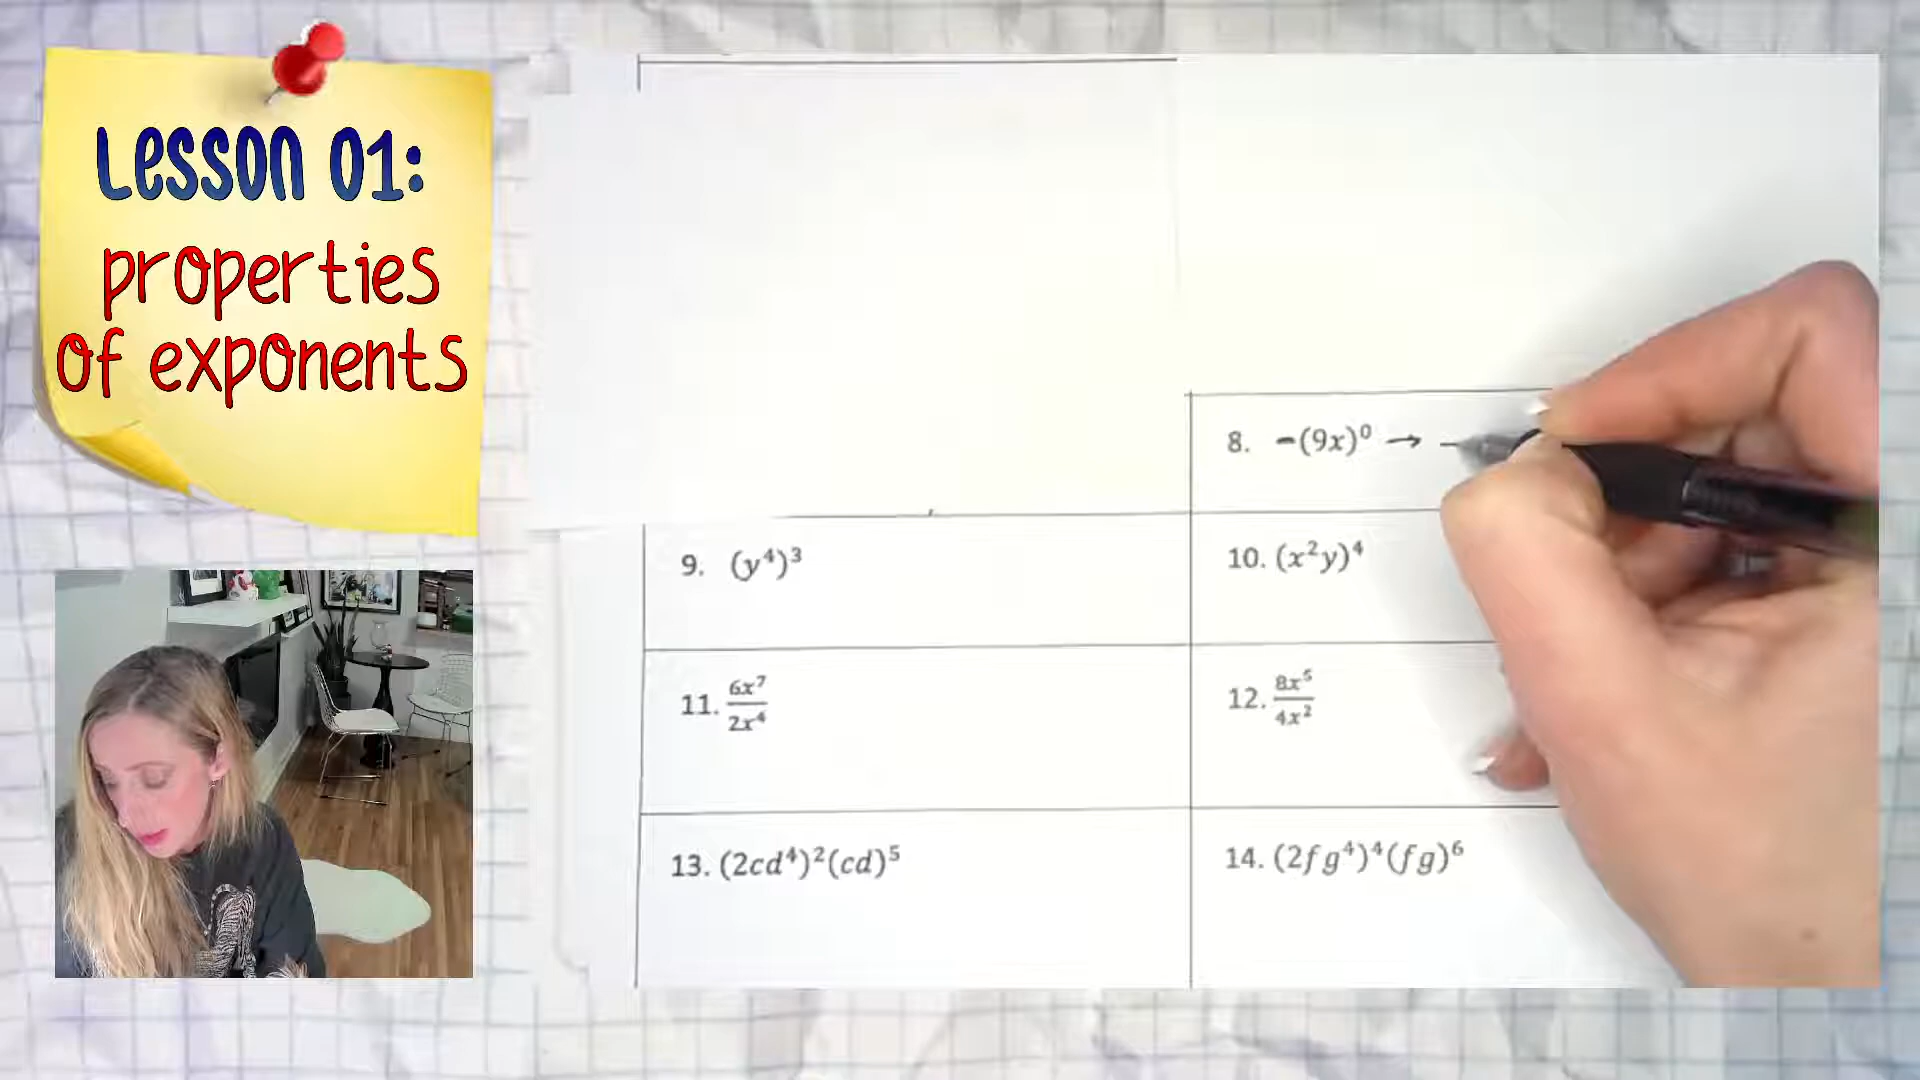 Lesson 01:
properties
of exponents
8. -(9x)⁰ → -
9. (y⁴)³
10. (x²y)⁴
11. 6x⁷/2x⁴
12. 8x⁵/4x²
13. (2cd⁴)²(cd)⁵
14. (2fg⁴)⁴(fg)⁶